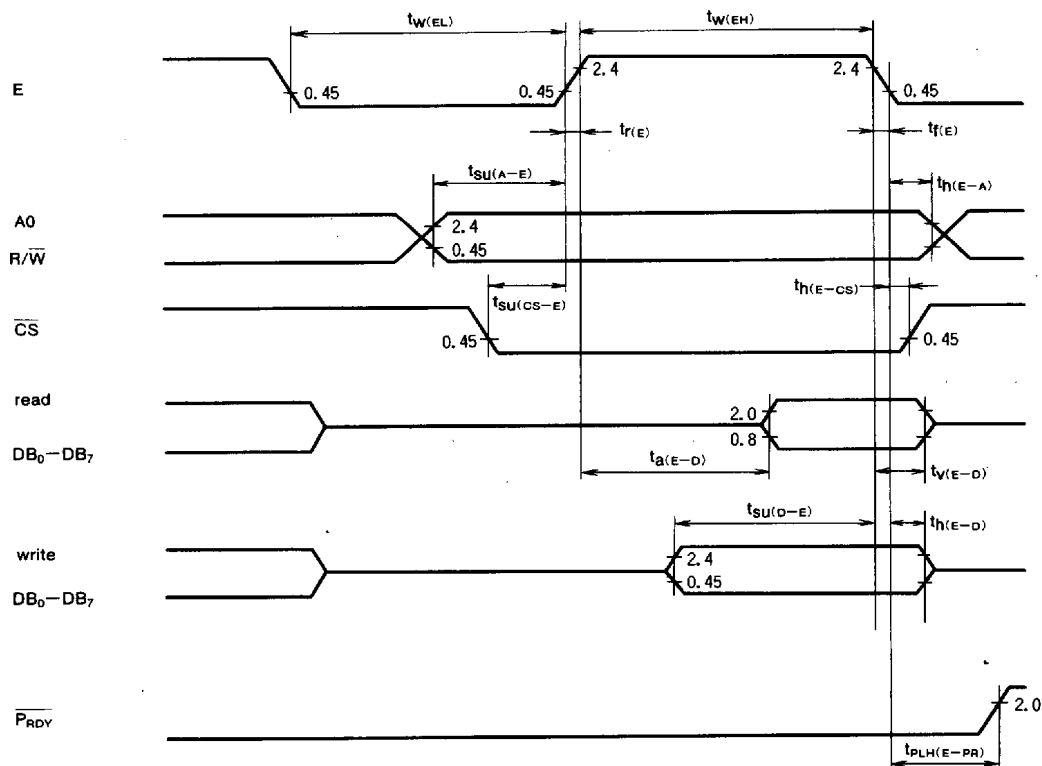 tW(EL)
tW(EH)
E
0.45
0.45
2.4
2.4
0.45
tr(E)
tf(E)
tsu(A-E)
th(E-A)
A0
R/W̅
2.4
0.45
tsu(CS-E)
th(E-CS)
C̅S̅
0.45
0.45
read
DB₀—DB₇
2.0
0.8
ta(E-D)
tv(E-D)
tsu(D-E)
th(E-D)
write
DB₀—DB₇
2.4
0.45
P̅R̅D̅Y̅
2.0
tPLH(E-PR)